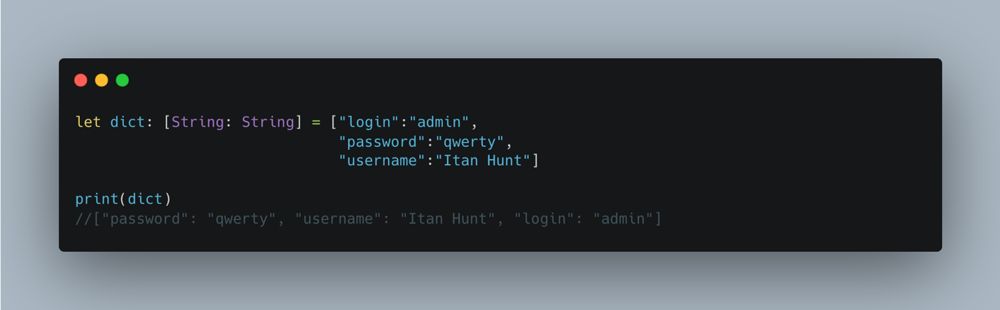 let dict: [String: String] = ["login":"admin",
"password":"qwerty",
"username":"Itan Hunt"]
print(dict)
//["password": "qwerty", "username": "Itan Hunt", "login": "admin"]